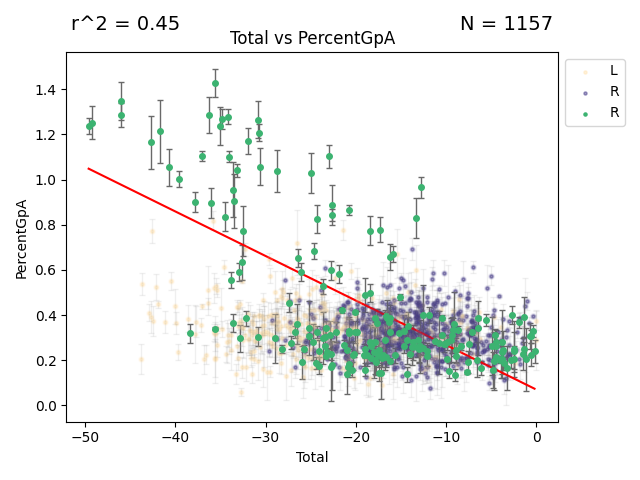 r^2 = 0.45
N = 1157
Total vs PercentGpA
L
R
R
1.4
1.2
1.0
0.8
0.6
0.4
0.2
0.0
PercentGpA
−50
−40
−30
−20
−10
0
Total